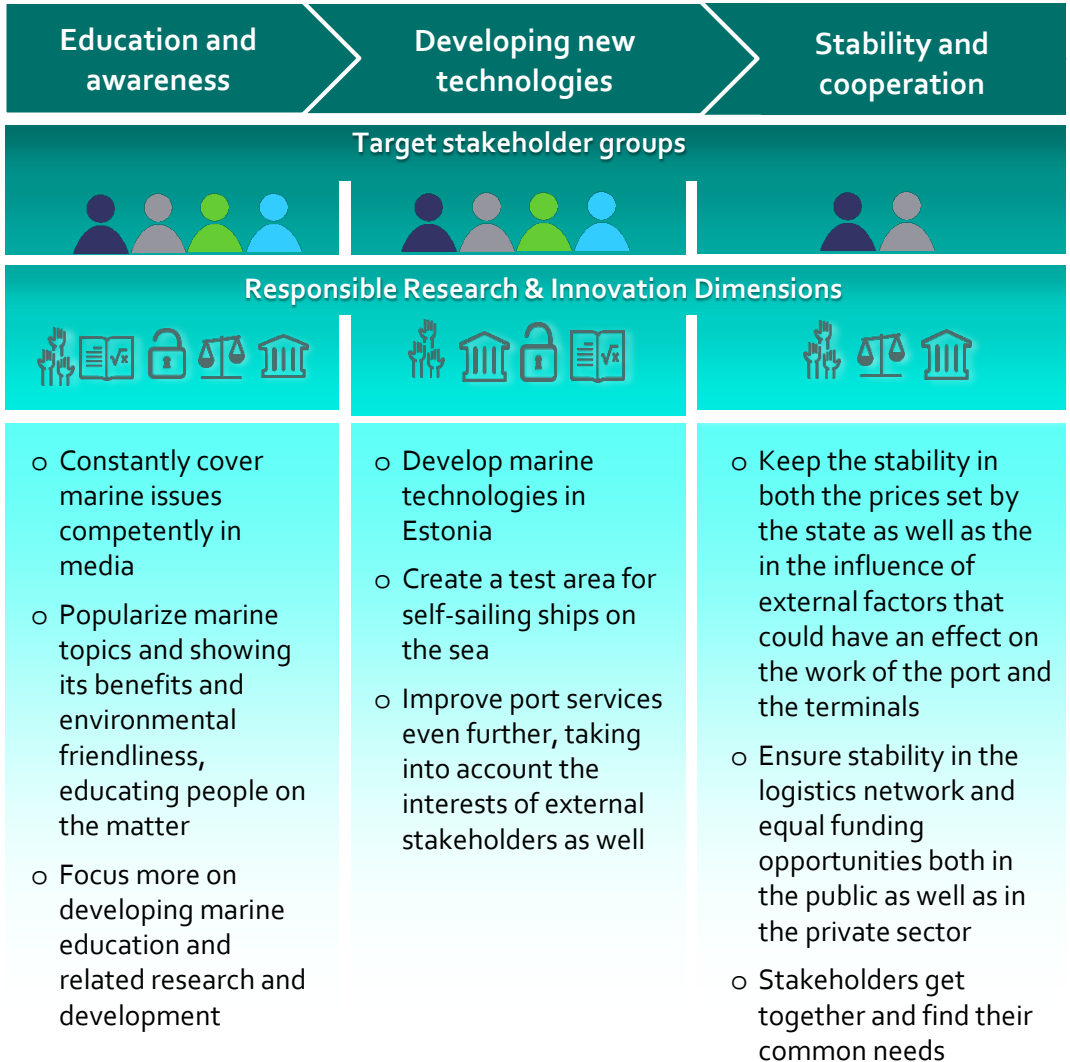 Education and
awareness
Developing new
technologies
Stability and
cooperation
Target stakeholder groups
Responsible Research & Innovation Dimensions
√x
√x
o Constantly cover
marine issues
competently in
media
o Popularize marine
topics and showing
its benefits and
environmental
friendliness,
educating people on
the matter
o Focus more on
developing marine
education and
related research and
development
o Develop marine
technologies in
Estonia
o Create a test area for
self-sailing ships on
the sea
o Improve port services
even further, taking
into account the
interests of external
stakeholders as well
o Keep the stability in
both the prices set by
the state as well as the
in the influence of
external factors that
could have an effect on
the work of the port and
the terminals
o Ensure stability in the
logistics network and
equal funding
opportunities both in
the public as well as in
the private sector
o Stakeholders get
together and find their
common needs